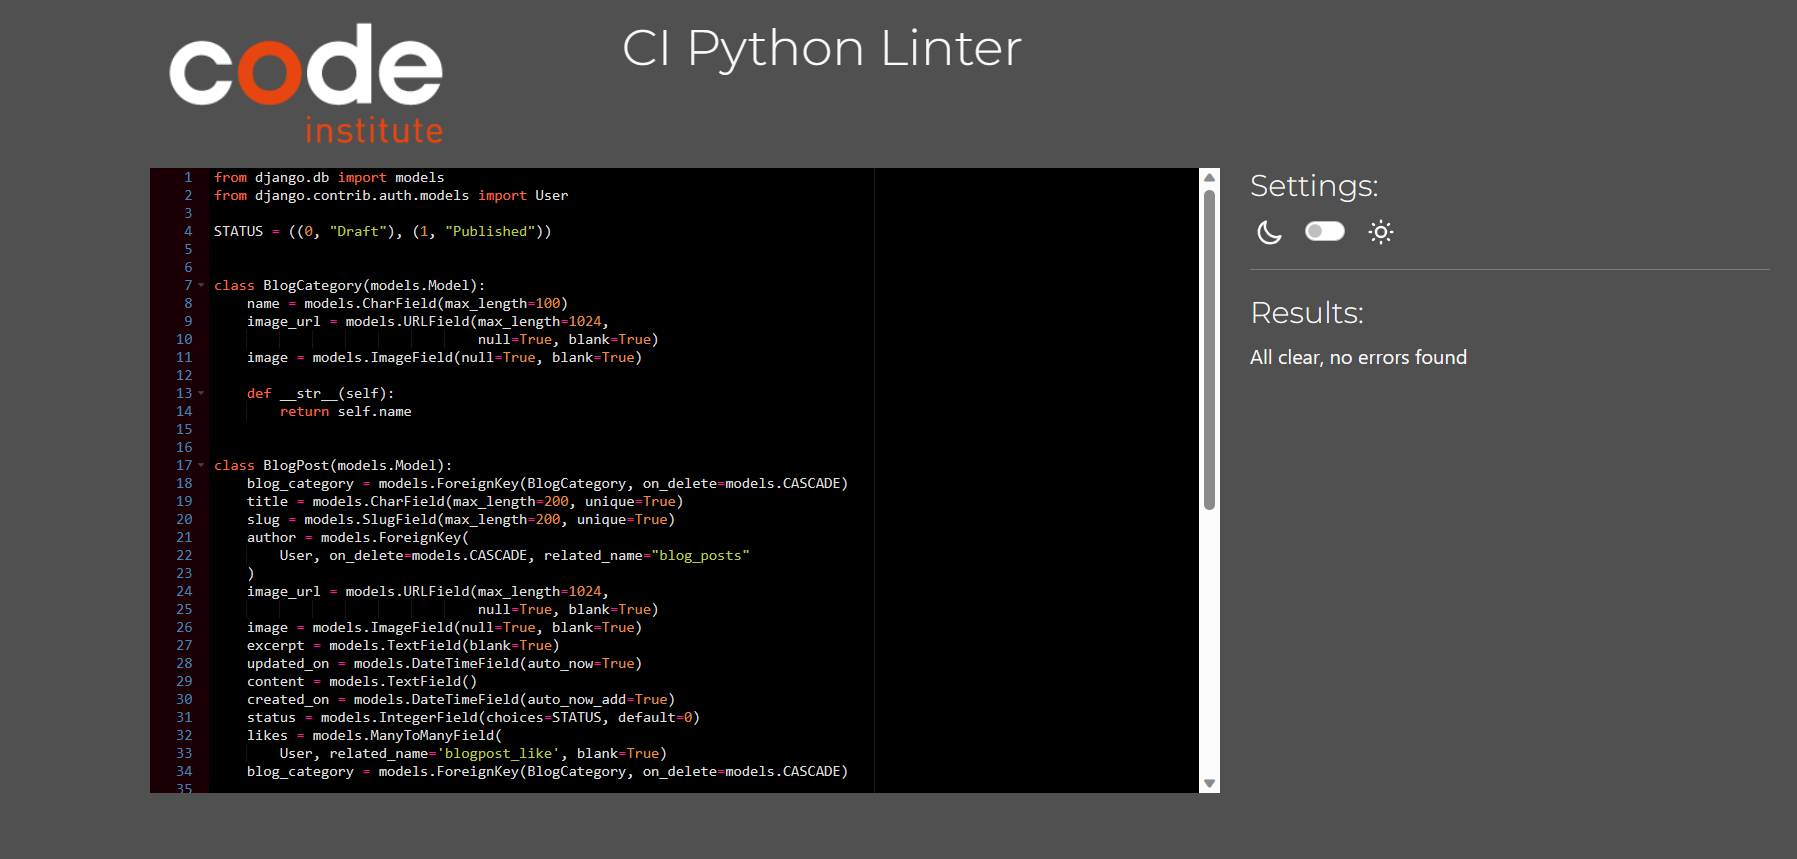 code
institute
CI Python Linter
1 from django.db import models
2 from django.contrib.auth.models import User
3
4 STATUS = ((0, "Draft"), (1, "Published"))
5
6
7 class BlogCategory(models.Model):
8     name = models.CharField(max_length=100)
9     image_url = models.URLField(max_length=1024,
10                                 null=True, blank=True)
11     image = models.ImageField(null=True, blank=True)
12
13     def __str__(self):
14         return self.name
15
16
17 class BlogPost(models.Model):
18     blog_category = models.ForeignKey(BlogCategory, on_delete=models.CASCADE)
19     title = models.CharField(max_length=200, unique=True)
20     slug = models.SlugField(max_length=200, unique=True)
21     author = models.ForeignKey(
22         User, on_delete=models.CASCADE, related_name="blog_posts"
23     )
24     image_url = models.URLField(max_length=1024,
25                                 null=True, blank=True)
26     image = models.ImageField(null=True, blank=True)
27     excerpt = models.TextField(blank=True)
28     updated_on = models.DateTimeField(auto_now=True)
29     content = models.TextField()
30     created_on = models.DateTimeField(auto_now_add=True)
31     status = models.IntegerField(choices=STATUS, default=0)
32     likes = models.ManyToManyField(
33         User, related_name='blogpost_like', blank=True)
34     blog_category = models.ForeignKey(BlogCategory, on_delete=models.CASCADE)
35
Settings:
Results:
All clear, no errors found